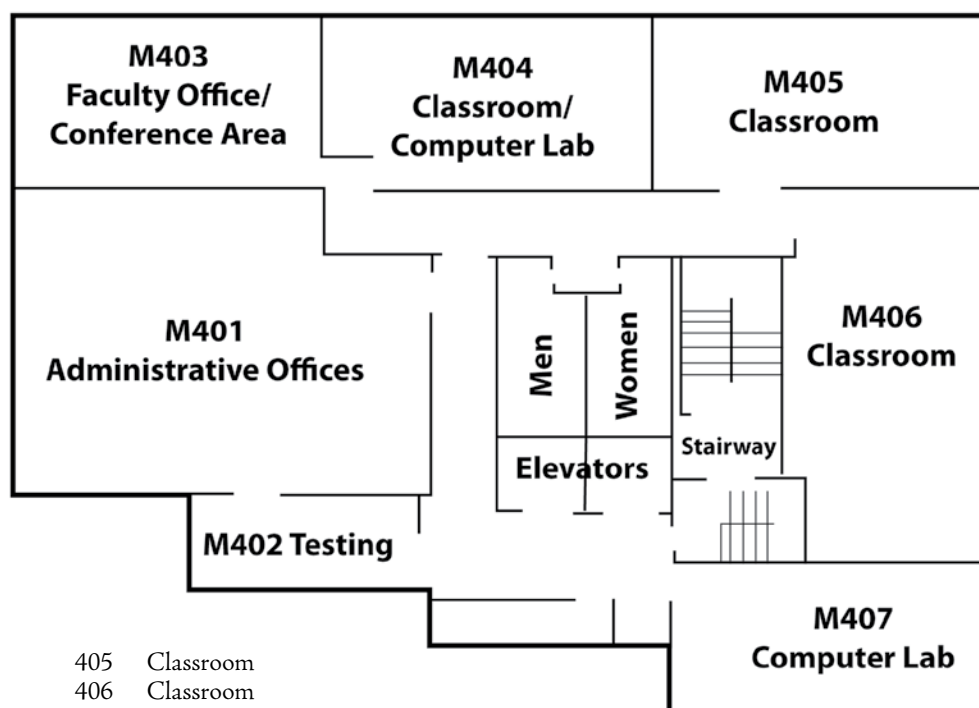 M403
Faculty Office/
Conference Area
M404
Classroom/
Computer Lab
M405
Classroom
M401
Administrative Offices
Men
Women
M406
Classroom
Stairway
Elevators
M402 Testing
M407
Computer Lab
405 Classroom
406 Classroom